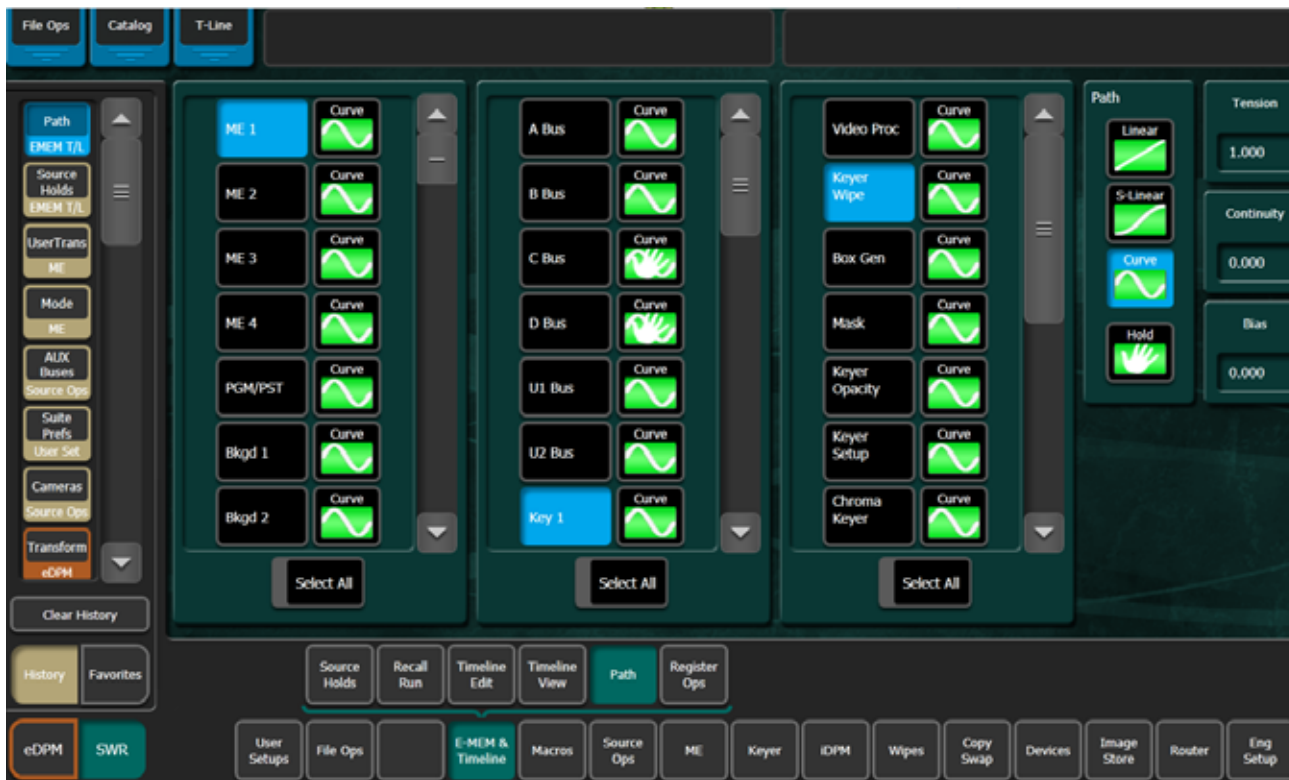 File Ops
Catalog
T-Line
Path
EMEM T/L
Source
Holds
EMEM T/L
UserTrans
ME
Mode
ME
AUX
Buses
Source Ops
Suite
Prefs
User Set
Cameras
Source Ops
Transform
eDPM
Clear History
History
Favorites
eDPM
SWR
ME 1
Curve
ME 2
Curve
ME 3
Curve
ME 4
Curve
PGM/PST
Curve
Bkgd 1
Curve
Bkgd 2
Curve
Select All
A Bus
Curve
B Bus
Curve
C Bus
Curve
D Bus
Curve
U1 Bus
Curve
U2 Bus
Curve
Key 1
Curve
Select All
Video Proc
Curve
Keyer
Wipe
Curve
Box Gen
Curve
Mask
Curve
Keyer
Opacity
Curve
Keyer
Setup
Curve
Chroma
Keyer
Curve
Select All
Path
Linear
S-Linear
Curve
Hold
Tension
1.000
Continuity
0.000
Bias
0.000
Source
Holds
Recall
Run
Timeline
Edit
Timeline
View
Path
Register
Ops
User
Setups
File Ops
E-MEM &
Timeline
Macros
Source
Ops
ME
Keyer
iDPM
Wipes
Copy
Swap
Devices
Image
Store
Router
Eng
Setup